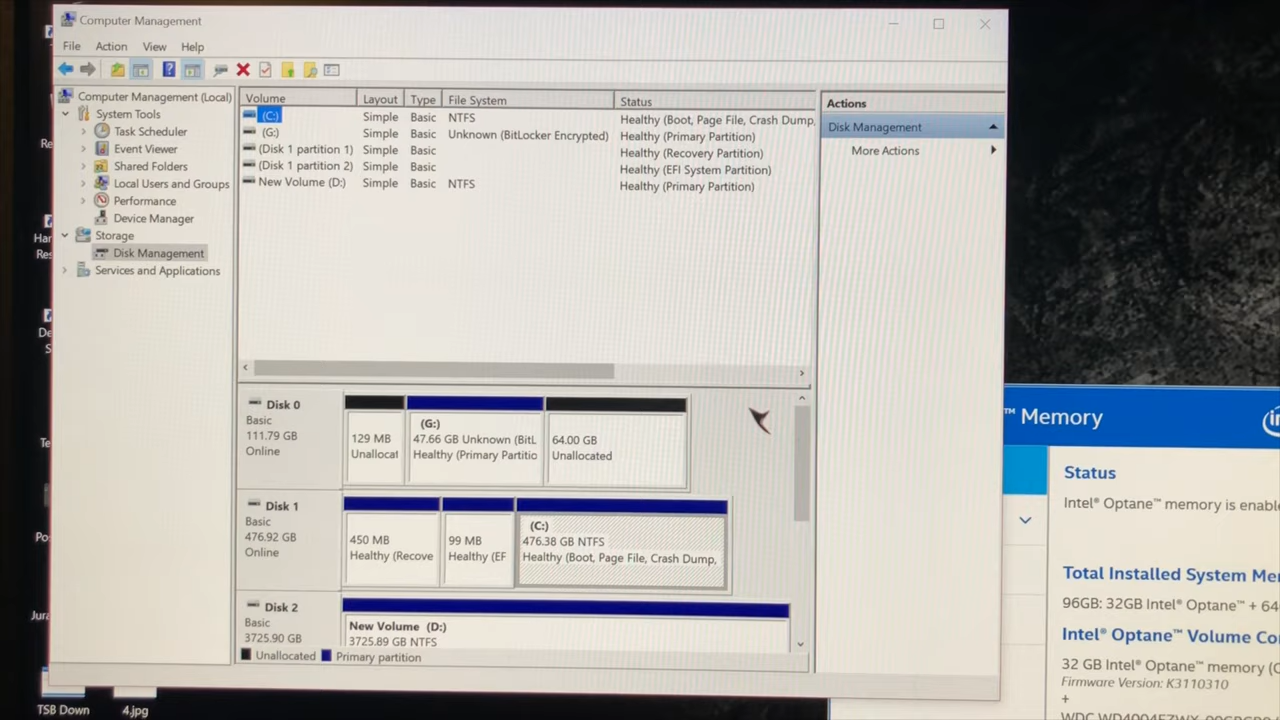 Computer Management
File Action View Help
Computer Management (Local)
System Tools
Task Scheduler
Event Viewer
Shared Folders
Local Users and Groups
Performance
Device Manager
Storage
Disk Management
Services and Applications
Volume Layout Type File System Status
(C:) Simple Basic NTFS Healthy (Boot, Page File, Crash Dump,
(G:) Simple Basic Unknown (BitLocker Encrypted) Healthy (Primary Partition)
(Disk 1 partition 1) Simple Basic Healthy (Recovery Partition)
(Disk 1 partition 2) Simple Basic Healthy (EFI System Partition)
New Volume (D:) Simple Basic NTFS Healthy (Primary Partition)
Actions
Disk Management
More Actions
Disk 0
Basic
111.79 GB
Online
129 MB
Unallocat
(G:)
47.66 GB Unknown (BitL
Healthy (Primary Partitio
64.00 GB
Unallocated
Disk 1
Basic
476.92 GB
Online
450 MB
Healthy (Recove
99 MB
Healthy (EF
(C:)
476.38 GB NTFS
Healthy (Boot, Page File, Crash Dump,
Disk 2
Basic
3725.90 GB
New Volume (D:)
3725.89 GB NTFS
Unallocated Primary partition
™ Memory
Status
Intel® Optane™ memory is enable
Total Installed System Me
96GB: 32GB Intel® Optane™ + 64
Intel® Optane™ Volume Co
32 GB Intel® Optane™ memory (C
Firmware Version: K3110310
+
Re
Har
Res
De
S
Te
Po
Jura
TSB Down
4.jpg